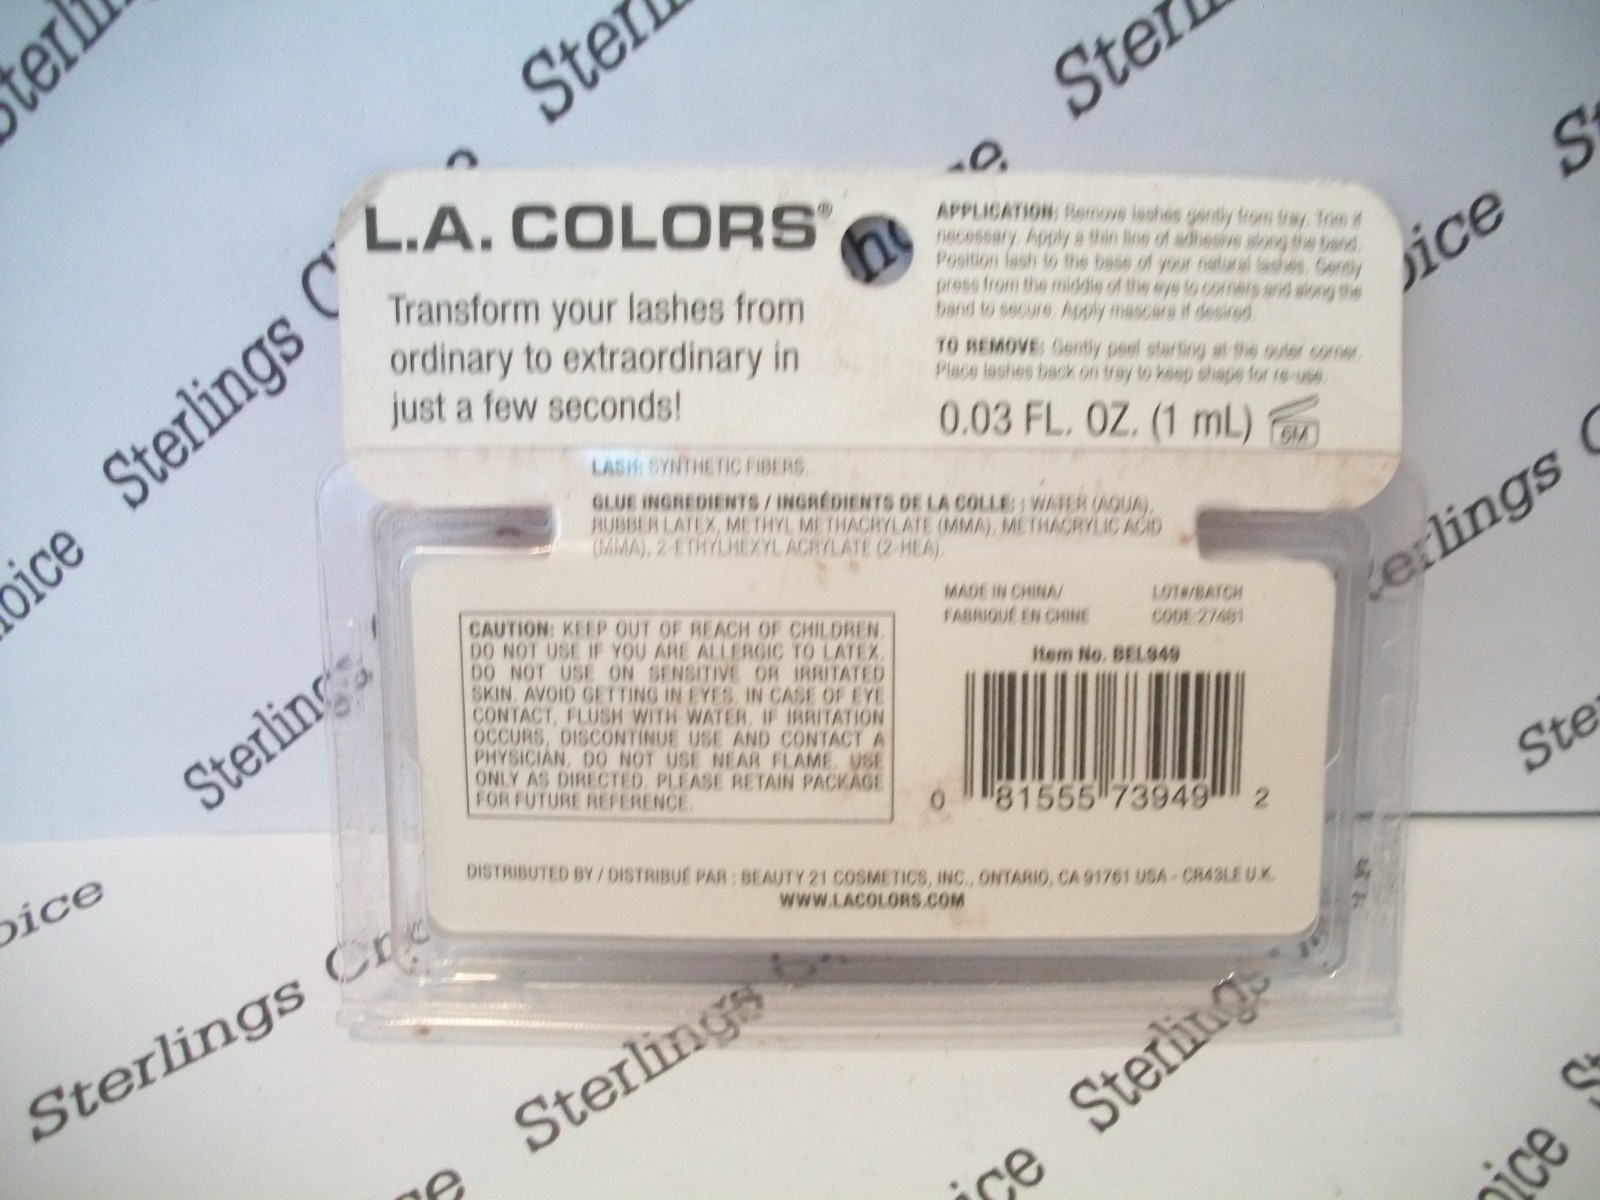 L.A. COLORS®
Transform your lashes from
ordinary to extraordinary in
just a few seconds!
APPLICATION: Remove lashes gently from tray. Trim if
necessary. Apply a thin line of adhesive along the band.
Position lash to the base of your natural lashes. Gently
press from the middle of the eye to corners and along the
band to secure. Apply mascara if desired.
TO REMOVE: Gently peel starting at the outer corner.
Place lashes back on tray to keep shape for re-use.
0.03 FL. OZ. (1 mL)
6M
LASH: SYNTHETIC FIBERS.
GLUE INGREDIENTS / INGRÉDIENTS DE LA COLLE: : WATER (AQUA),
RUBBER LATEX, METHYL METHACRYLATE (MMA), METHACRYLIC ACID
(MMA), 2-ETHYLHEXYL ACRYLATE (2-HEA).
CAUTION: KEEP OUT OF REACH OF CHILDREN.
DO NOT USE IF YOU ARE ALLERGIC TO LATEX.
DO NOT USE ON SENSITIVE OR IRRITATED
SKIN. AVOID GETTING IN EYES. IN CASE OF EYE
CONTACT, FLUSH WITH WATER. IF IRRITATION
OCCURS, DISCONTINUE USE AND CONTACT A
PHYSICIAN. DO NOT USE NEAR FLAME. USE
ONLY AS DIRECTED. PLEASE RETAIN PACKAGE
FOR FUTURE REFERENCE.
MADE IN CHINA/
FABRIQUÉ EN CHINE
LOT#/BATCH
CODE:27481
Item No. BEL949
0 81555 73949 2
DISTRIBUTED BY / DISTRIBUÉ PAR : BEAUTY 21 COSMETICS, INC., ONTARIO, CA 91761 USA - CR43LE U.K.
WWW.LACOLORS.COM
Sterlings
Sterlings
Sterlings
Sterlings
Sterlings
Sterlings
Sterlings